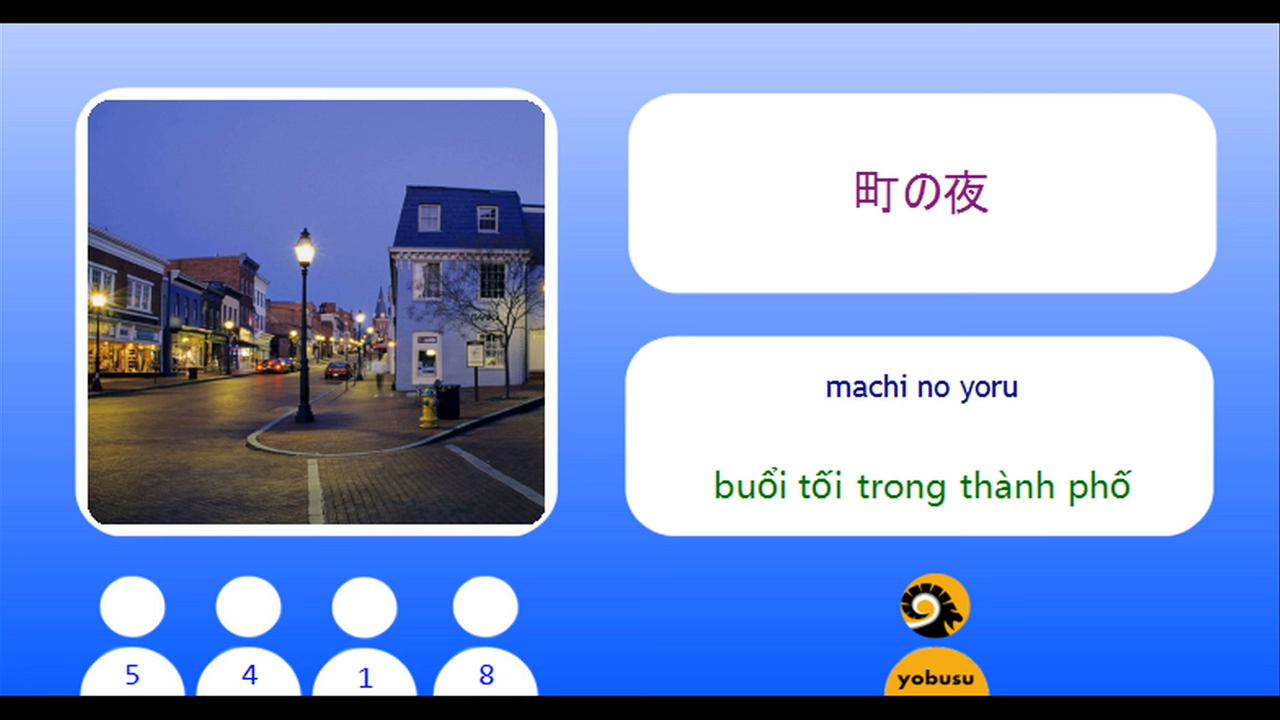 町の夜
machi no yoru
buổi tối trong thành phố
5 4 1 8
yobusu